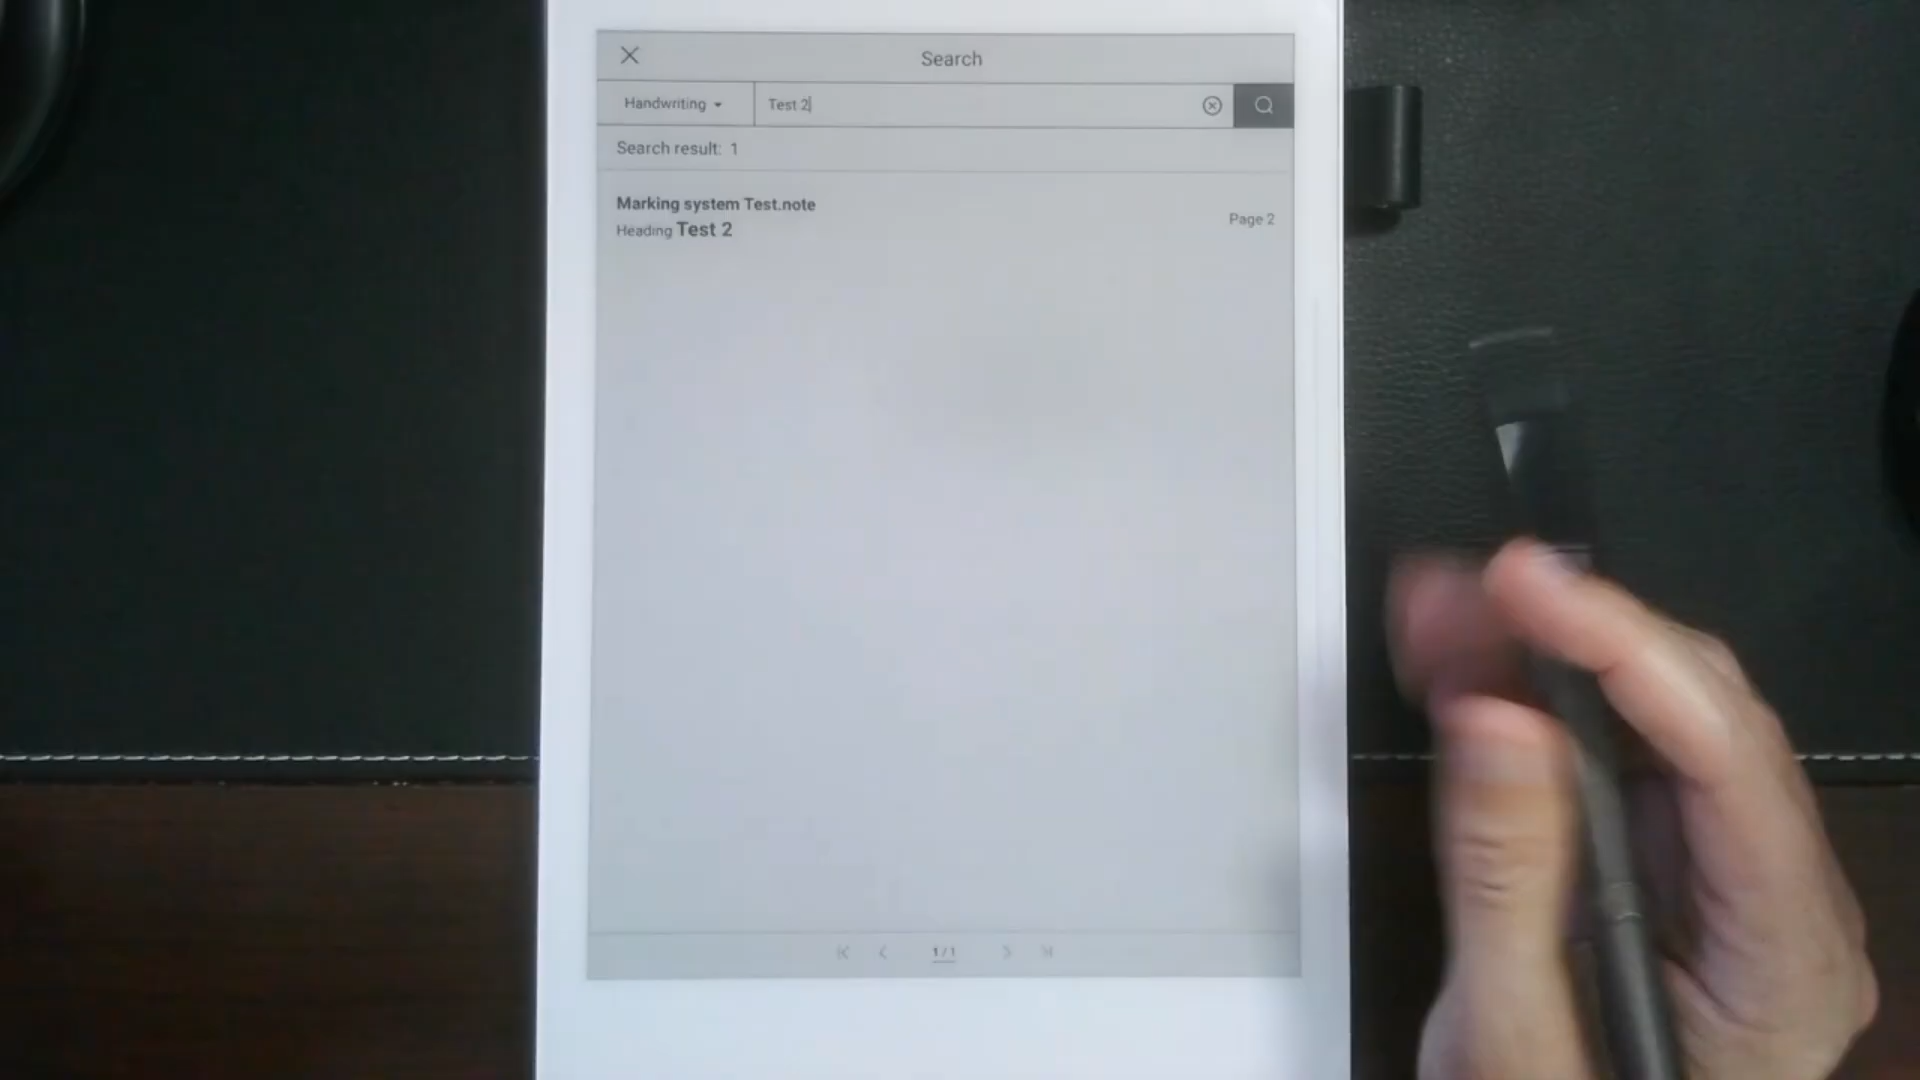 Search
Handwriting Test 2
Search result: 1
Marking system Test.note
Heading Test 2
Page 2
1/1